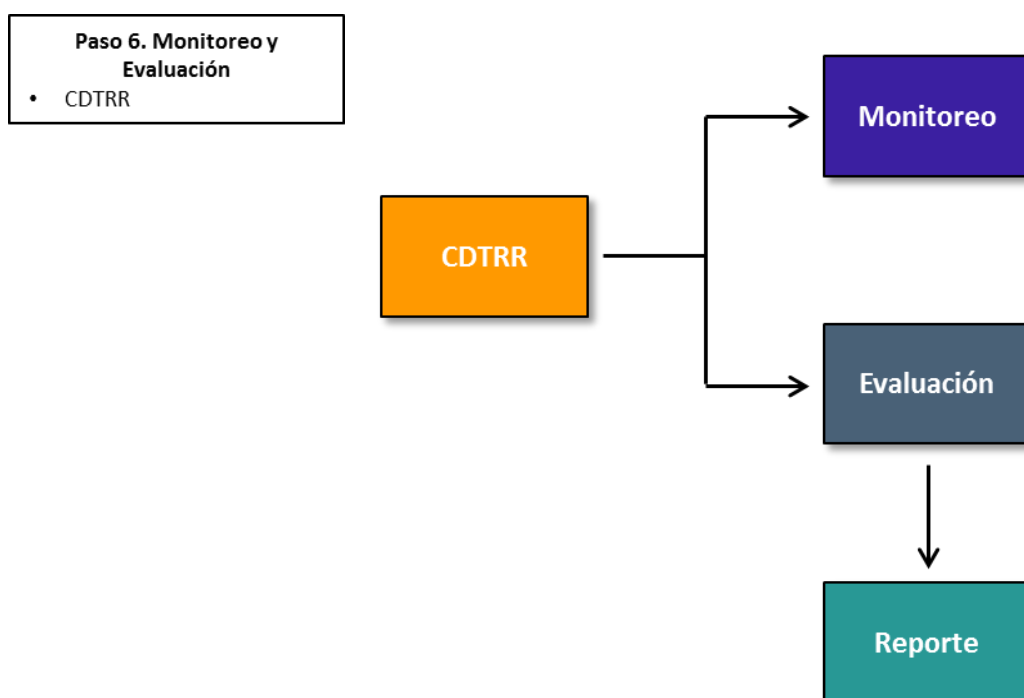 Paso 6. Monitoreo y
Evaluación
• CDTRR
Monitoreo
CDTRR
Evaluación
Reporte